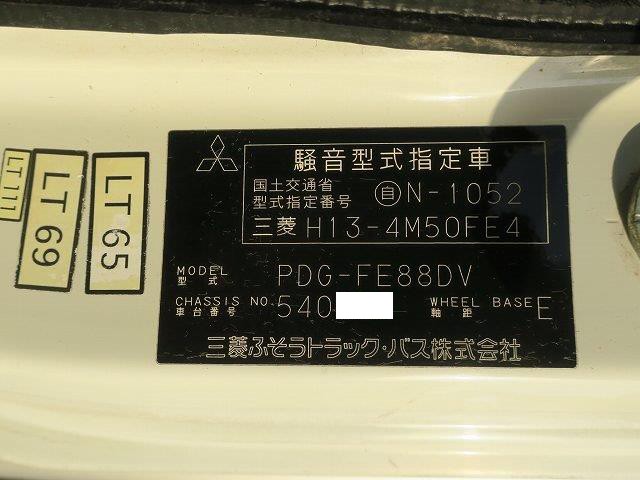 LT 111
LT 69
LT 65
騒音型式指定車
国土交通省
型式指定番号 自N-1052
三菱 H13-4M50FE4
MODEL PDG-FE88DV
型式
CHASSIS NO. 540 WHEEL BASE E
車台番号 軸距
三菱ふそうトラック・バス株式会社